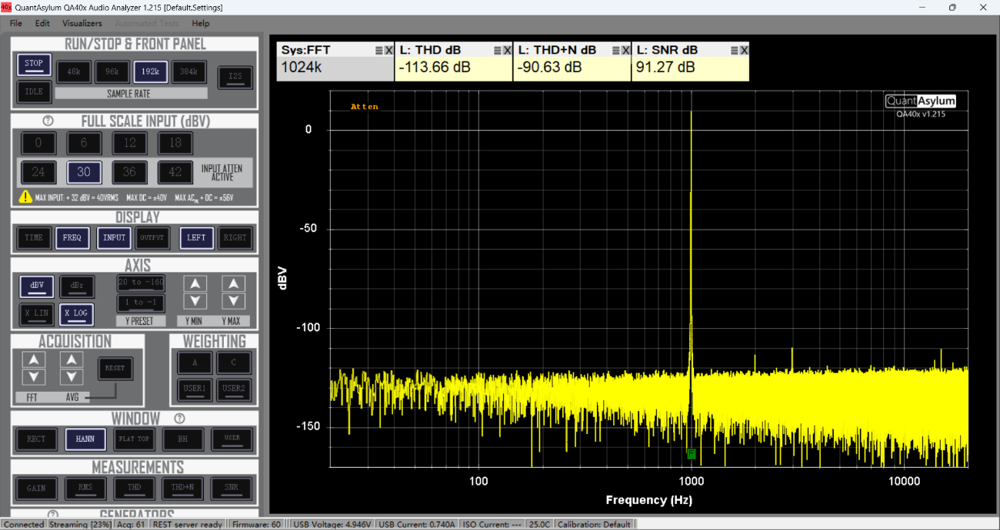 40x QuantAsylum QA40x Audio Analyzer 1.215 [Default.Settings]
File Edit Visualizers Automated Tests Help
RUN/STOP & FRONT PANEL
STOP 48k 96k 192k 384k I2S
IDLE SAMPLE RATE
? FULL SCALE INPUT (dBV)
0 6 12 18
24 30 36 42 INPUT ATTEN
ACTIVE
MAX INPUT: + 32 dBV = 40VRMS MAX DC = ±40V MAX ACPK + DC = ±56V
DISPLAY
TIME FREQ INPUT OUTPUT LEFT RIGHT
AXIS
dBV dBr 20 to -160
X LIN X LOG 1 to -1
Y PRESET Y MIN Y MAX
ACQUISITION
RESET
FFT AVG
WEIGHTING
A C
USER1 USER2
WINDOW ?
RECT HANN FLAT TOP BH USER
MEASUREMENTS
GAIN RMS THD THD+N SNR
? GENERATORS
Sys:FFT X L: THD dB X L: THD+N dB X L: SNR dB X
1024k -113.66 dB -90.63 dB 91.27 dB
Atten
QuantAsylum
QA40x v1.215
0
-50
dBV
-100
-150
F
100 1000 10000
Frequency (Hz)
Connected Streaming [23%] Acq: 61 REST server ready Firmware: 60 USB Voltage: 4.946V USB Current: 0.740A ISO Current: --- 25.0C Calibration: Default